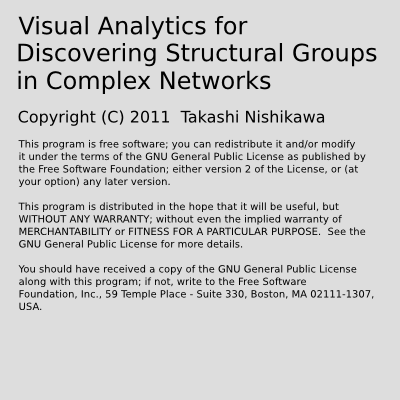 Visual Analytics for
Discovering Structural Groups
in Complex Networks
Copyright (C) 2011  Takashi Nishikawa
This program is free software; you can redistribute it and/or modify
it under the terms of the GNU General Public License as published by
the Free Software Foundation; either version 2 of the License, or (at
your option) any later version.
This program is distributed in the hope that it will be useful, but
WITHOUT ANY WARRANTY; without even the implied warranty of
MERCHANTABILITY or FITNESS FOR A PARTICULAR PURPOSE.  See the
GNU General Public License for more details.
You should have received a copy of the GNU General Public License
along with this program; if not, write to the Free Software
Foundation, Inc., 59 Temple Place - Suite 330, Boston, MA 02111-1307,
USA.